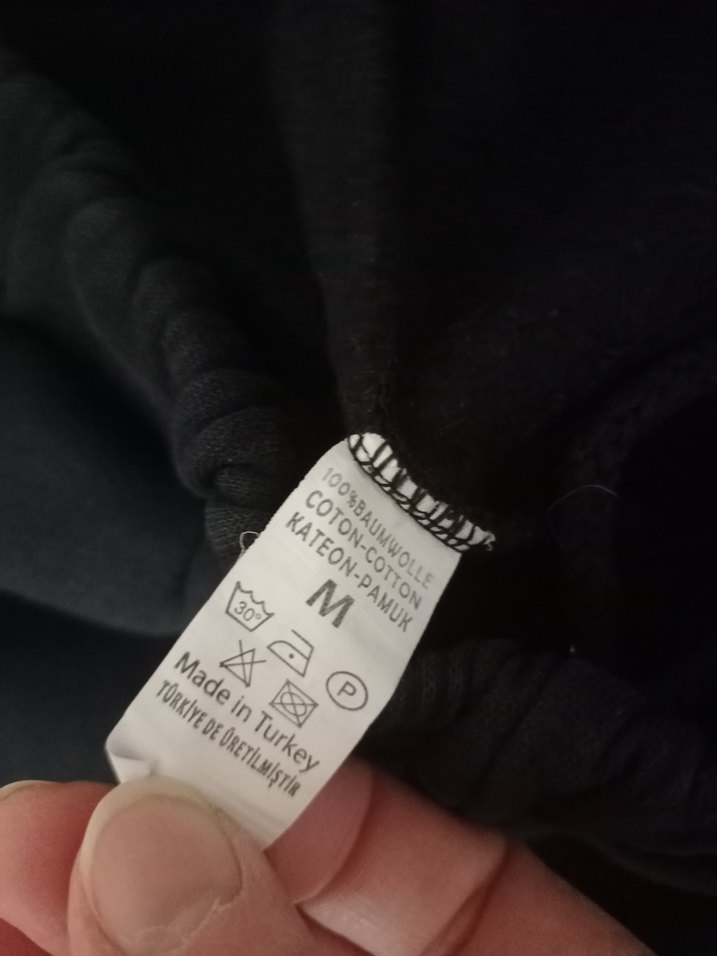 100%BAUMWOLLE
COTON-COTTON
KATEON-PAMUK
M
30°
P
Made in Turkey
TÜRKİYE DE ÜRETİLMİŞTİR